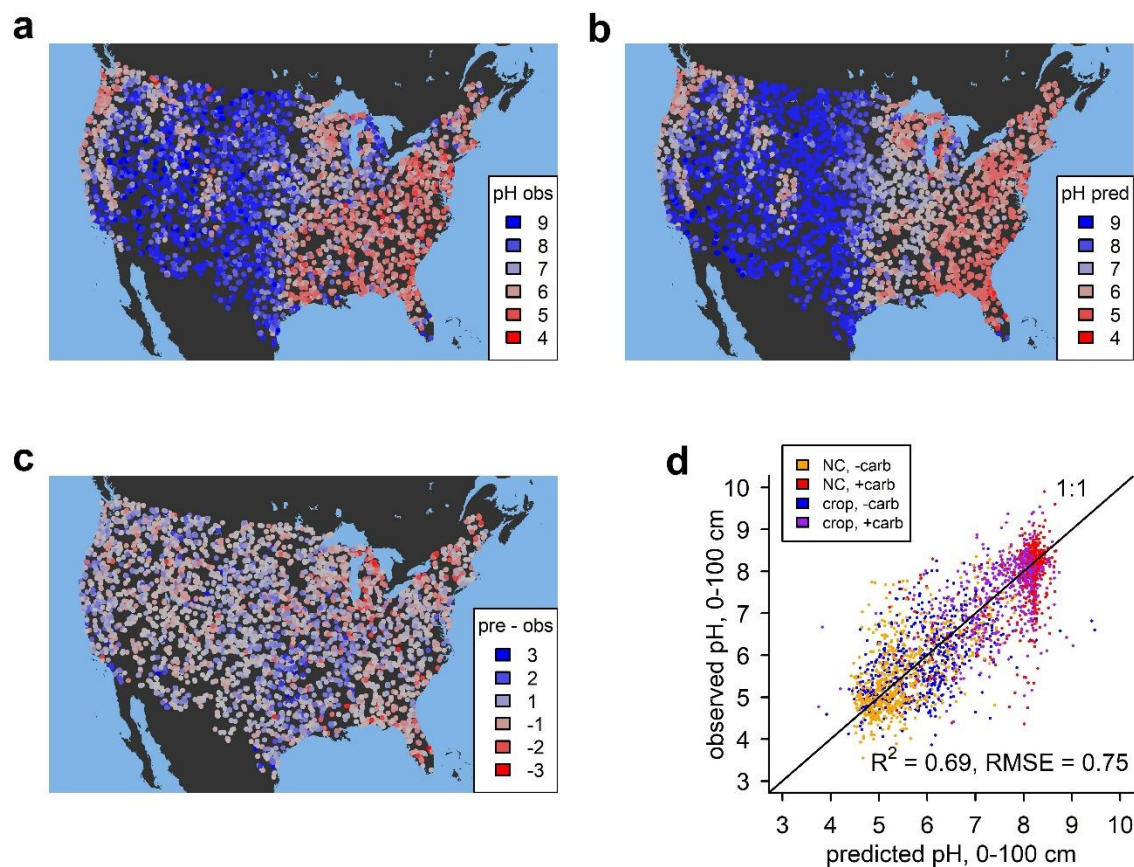 a
pH obs
9
8
7
6
5
4
b
pH pred
9
8
7
6
5
4
c
pre - obs
3
2
1
-1
-2
-3
d
NC, -carb
NC, +carb
crop, -carb
crop, +carb
1:1
observed pH, 0-100 cm
10
9
8
7
6
5
4
3
R² = 0.69, RMSE = 0.75
3 4 5 6 7 8 9 10
predicted pH, 0-100 cm